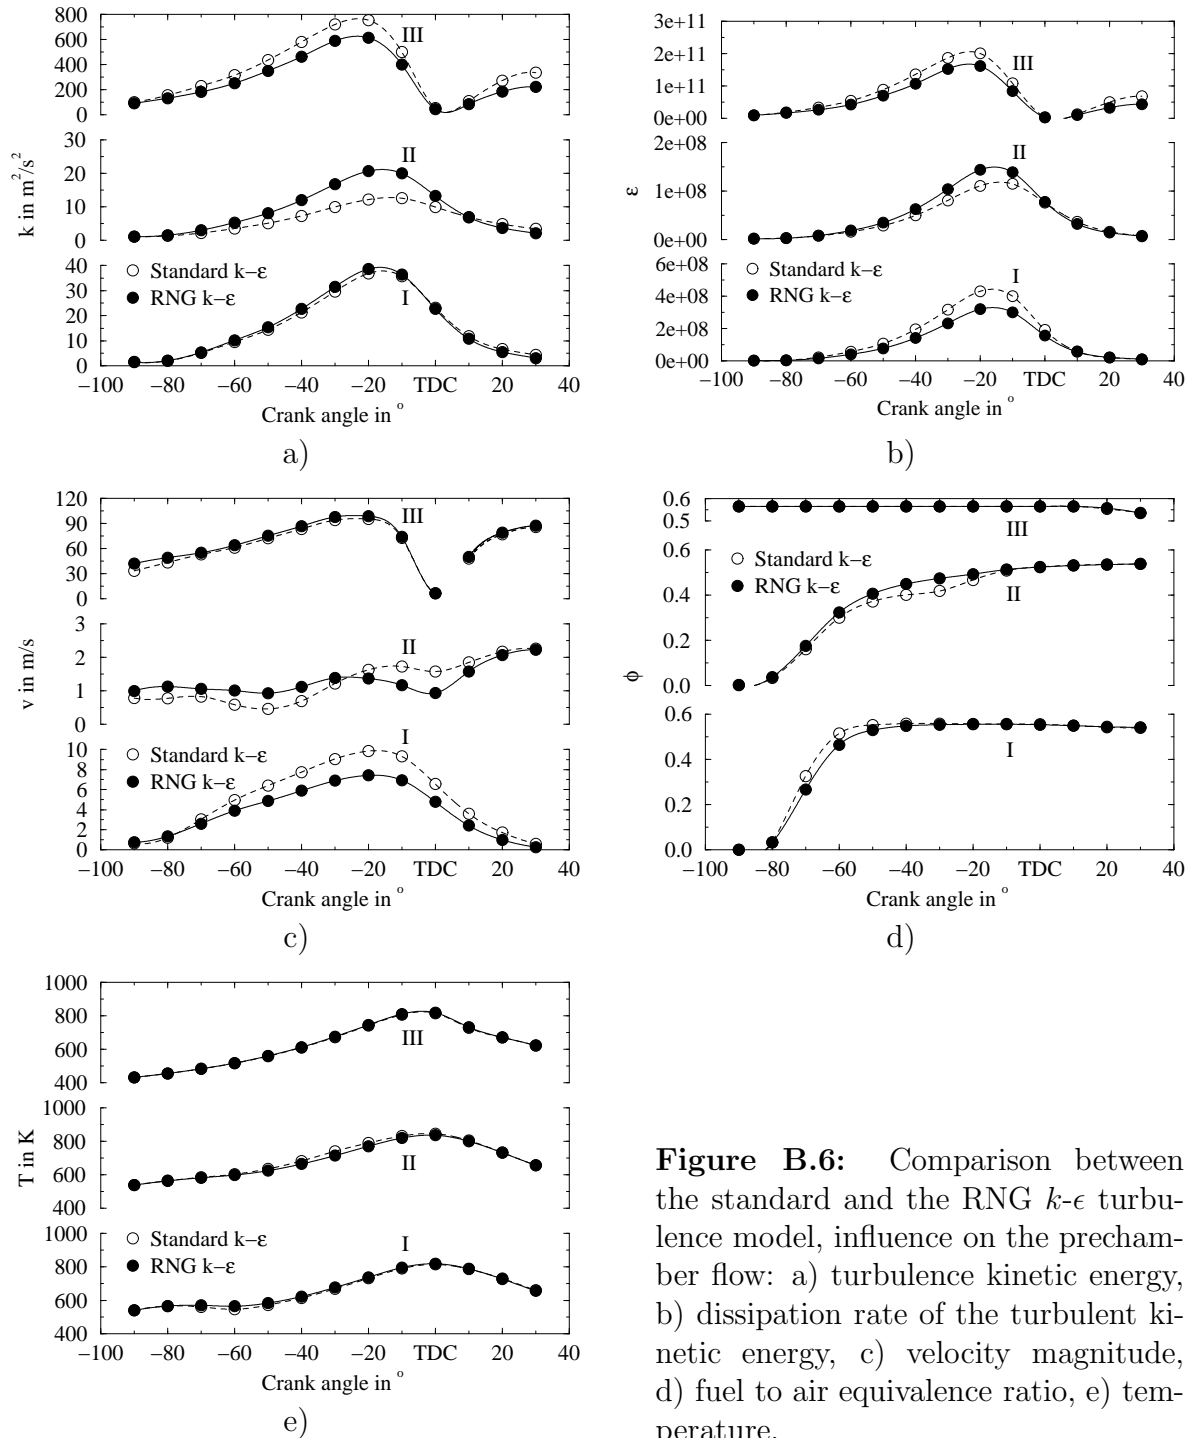 800
600
400
200
0
III
30
20
10
0
II
k in m²/s²
40
30
20
10
0
Standard k−ε
RNG k−ε
I
−100 −80 −60 −40 −20 TDC 20 40
Crank angle in °
a)
3e+11
2e+11
1e+11
0e+00
III
2e+08
1e+08
0e+00
II
ε
6e+08
4e+08
2e+08
0e+00
Standard k−ε
RNG k−ε
I
−100 −80 −60 −40 −20 TDC 20 40
Crank angle in °
b)
120
90
60
30
0
III
3
2
1
0
II
v in m/s
10
8
6
4
2
0
Standard k−ε
RNG k−ε
I
−100 −80 −60 −40 −20 TDC 20 40
Crank angle in °
c)
0.6
0.5
III
0.6
0.4
0.2
0.0
Standard k−ε
RNG k−ε
II
ϕ
0.6
0.4
0.2
0.0
I
−100 −80 −60 −40 −20 TDC 20 40
Crank angle in °
d)
1000
800
600
400
III
1000
800
600
400
II
T in K
1000
800
600
400
Standard k−ε
RNG k−ε
I
−100 −80 −60 −40 −20 TDC 20 40
Crank angle in °
e)
Figure B.6: Comparison between
the standard and the RNG k-ϵ turbu-
lence model, influence on the precham-
ber flow: a) turbulence kinetic energy,
b) dissipation rate of the turbulent ki-
netic energy, c) velocity magnitude,
d) fuel to air equivalence ratio, e) tem-
perature.